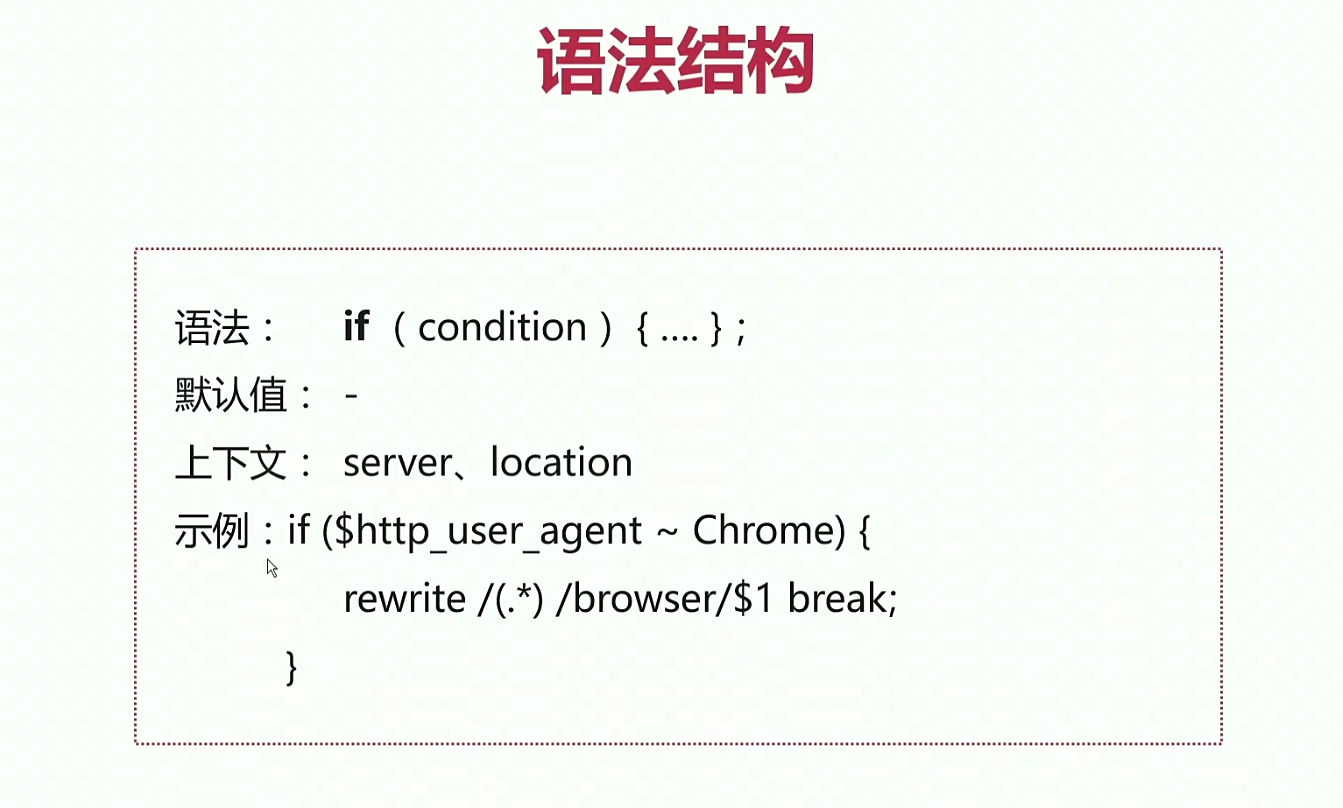 语法结构
语法： if （ condition ） { .... } ;
默认值： -
上下文： server、location
示例：if ($http_user_agent ~ Chrome) {
rewrite /(.*) /browser/$1 break;
}